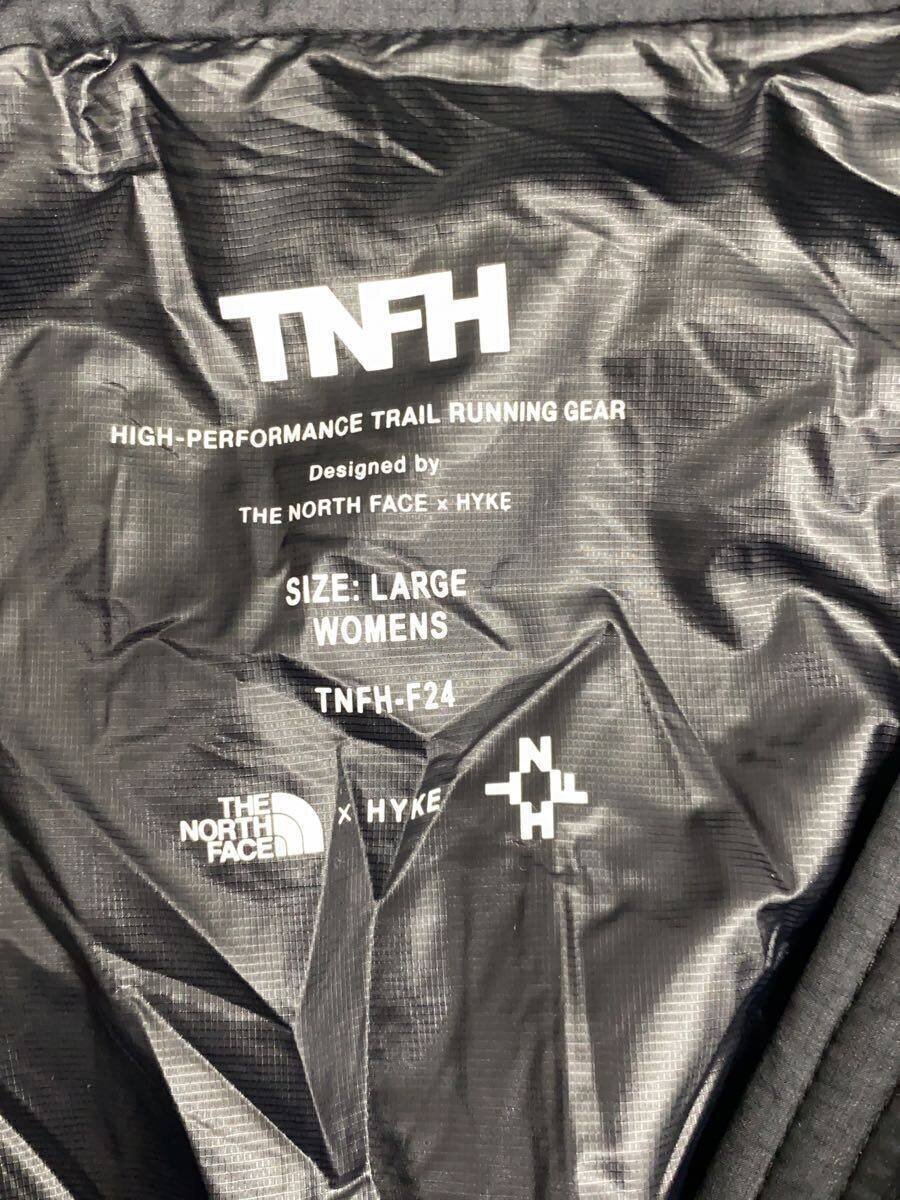 TNFH
HIGH-PERFORMANCE TRAIL RUNNING GEAR
Designed by
THE NORTH FACE x HYKE
SIZE: LARGE
WOMENS
TNFH-F24
THE
NORTH
FACE
x HYKE
N
T F
H